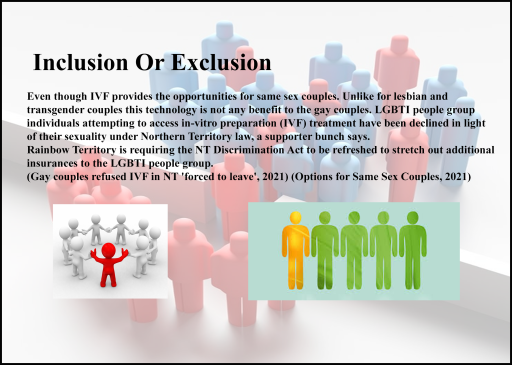 Inclusion Or Exclusion
Even though IVF provides the opportunities for same sex couples. Unlike for lesbian and
transgender couples this technology is not any benefit to the gay couples. LGBTI people group
individuals attempting to access in-vitro preparation (IVF) treatment have been declined in light
of their sexuality under Northern Territory law, a supporter bunch says.
Rainbow Territory is requiring the NT Discrimination Act to be refreshed to stretch out additional
insurances to the LGBTI people group.
(Gay couples refused IVF in NT 'forced to leave', 2021) (Options for Same Sex Couples, 2021)